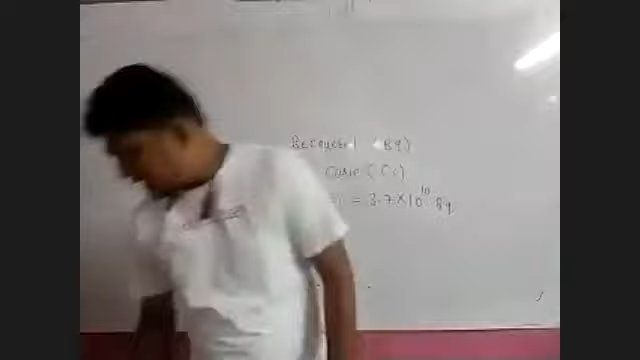 Becquerel (Bq)
Curie (Ci)
= 3.7 × 10¹⁰ Bq